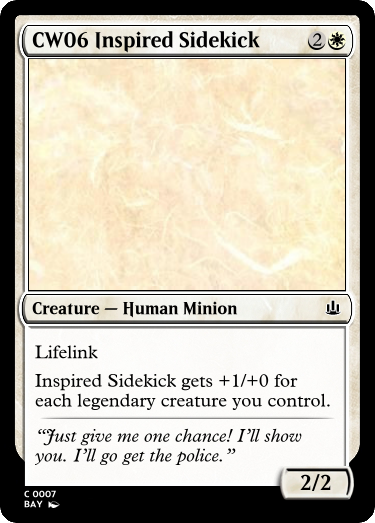 CW06 Inspired Sidekick 2
Creature — Human Minion
Lifelink
Inspired Sidekick gets +1/+0 for
each legendary creature you control.
“Just give me one chance! I’ll show
you. I’ll go get the police.”
2/2
C 0007
BAY